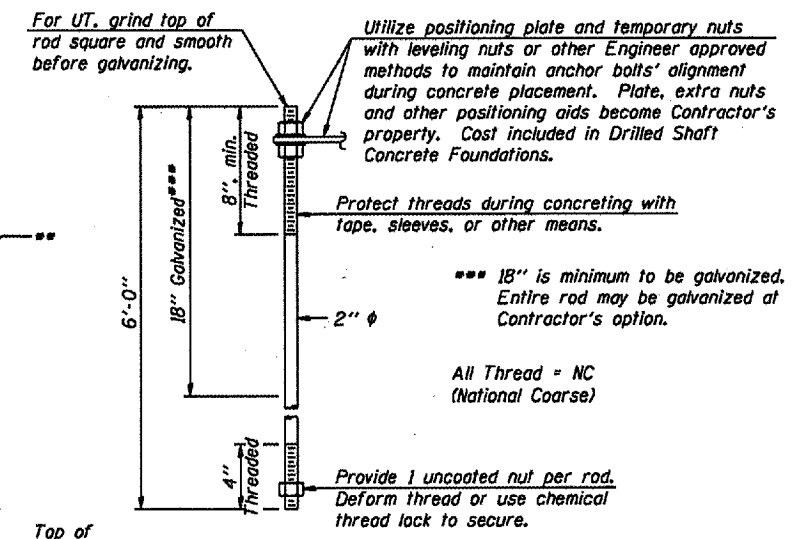 For UT, grind top of
rod square and smooth
before galvanizing.
Utilize positioning plate and temporary nuts
with leveling nuts or other Engineer approved
methods to maintain anchor bolts' alignment
during concrete placement. Plate, extra nuts
and other positioning aids become Contractor's
property. Cost included in Drilled Shaft
Concrete Foundations.
8", min.
Threaded
18" Galvanized***
6'-0"
**
Protect threads during concreting with
tape, sleeves, or other means.
*** 18" is minimum to be galvanized.
Entire rod may be galvanized at
Contractor's option.
2" ϕ
All Thread = NC
(National Coarse)
4"
Threaded
Provide 1 uncoated nut per rod.
Deform thread or use chemical
thread lock to secure.
Top of